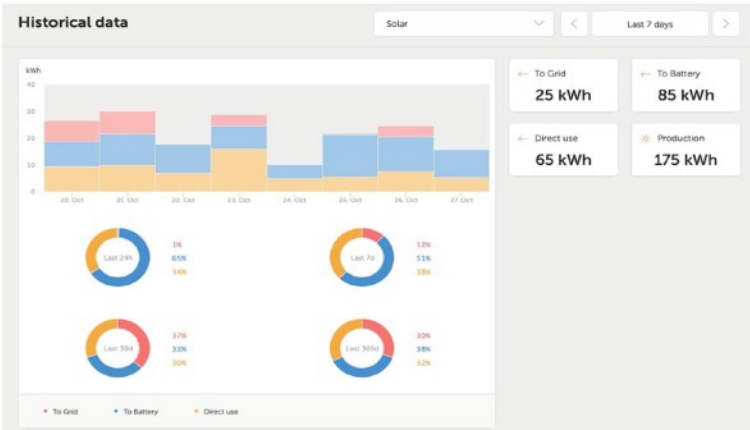 Historical data
Solar
Last 7 days
kWh
40
30
20
10
0
20. Oct
21. Oct
22. Oct
23. Oct
24. Oct
25. Oct
26. Oct
27. Oct
To Grid
25 kWh
To Battery
85 kWh
Direct use
65 kWh
Production
175 kWh
Last 24h
1%
65%
34%
Last 7d
12%
51%
38%
Last 30d
37%
33%
30%
Last 365d
30%
38%
32%
To Grid
To Battery
Direct use